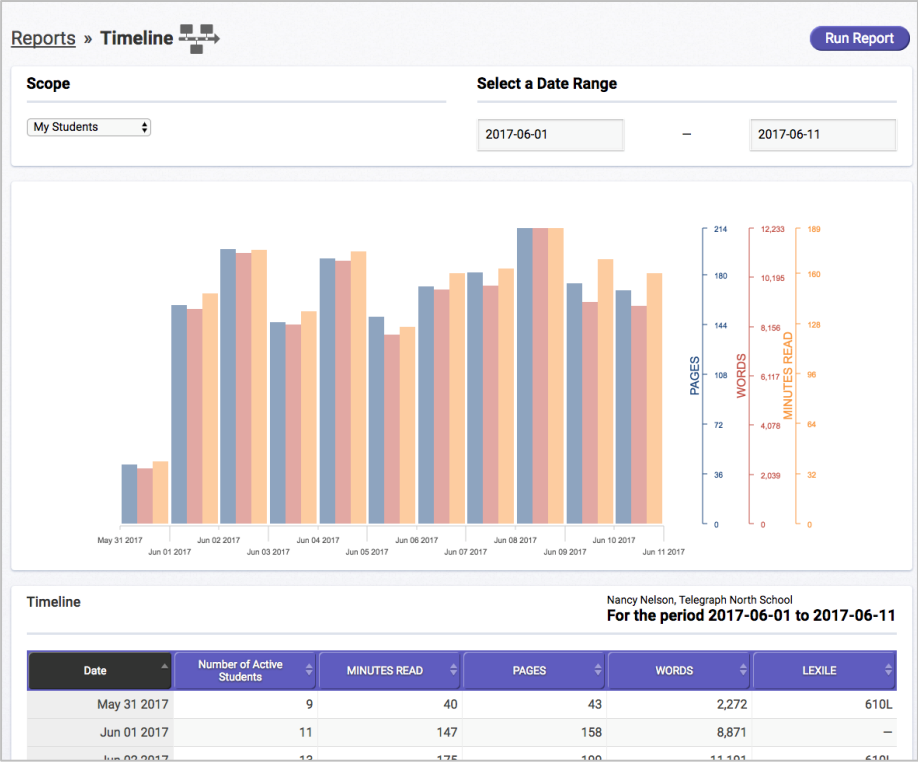 Reports » Timeline
Run Report
Scope
Select a Date Range
My Students
2017-06-01
–
2017-06-11
214
180
144
108
72
36
0
PAGES
12,233
10,195
8,156
6,117
4,078
2,039
0
WORDS
189
160
128
96
64
32
0
MINUTES READ
May 31 2017
Jun 01 2017
Jun 02 2017
Jun 03 2017
Jun 04 2017
Jun 05 2017
Jun 06 2017
Jun 07 2017
Jun 08 2017
Jun 09 2017
Jun 10 2017
Jun 11 2017
Timeline
Nancy Nelson, Telegraph North School
For the period 2017-06-01 to 2017-06-11
Date
Number of Active
Students
MINUTES READ
PAGES
WORDS
LEXILE
May 31 2017 9 40 43 2,272 610L
Jun 01 2017 11 147 158 8,871 –
Jun 02 2017